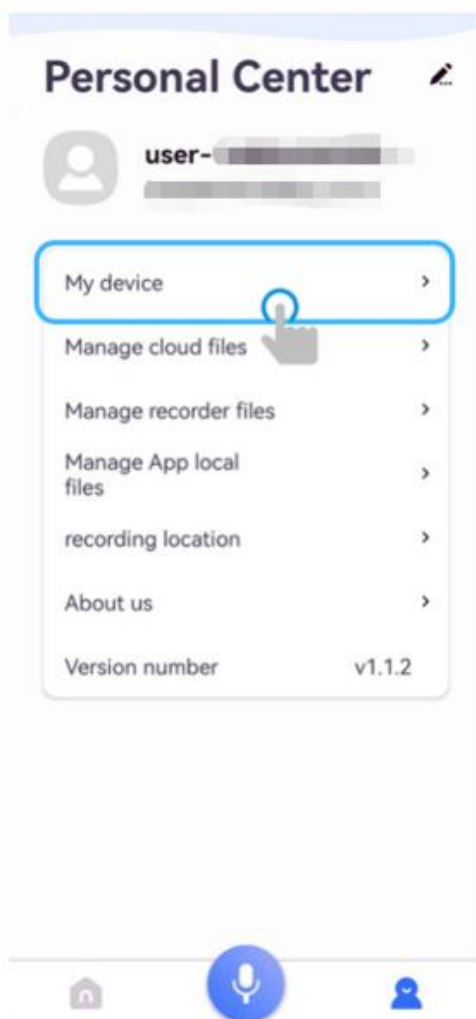 Personal Center
user-
My device
Manage cloud files
Manage recorder files
Manage App local
files
recording location
About us
Version number v1.1.2